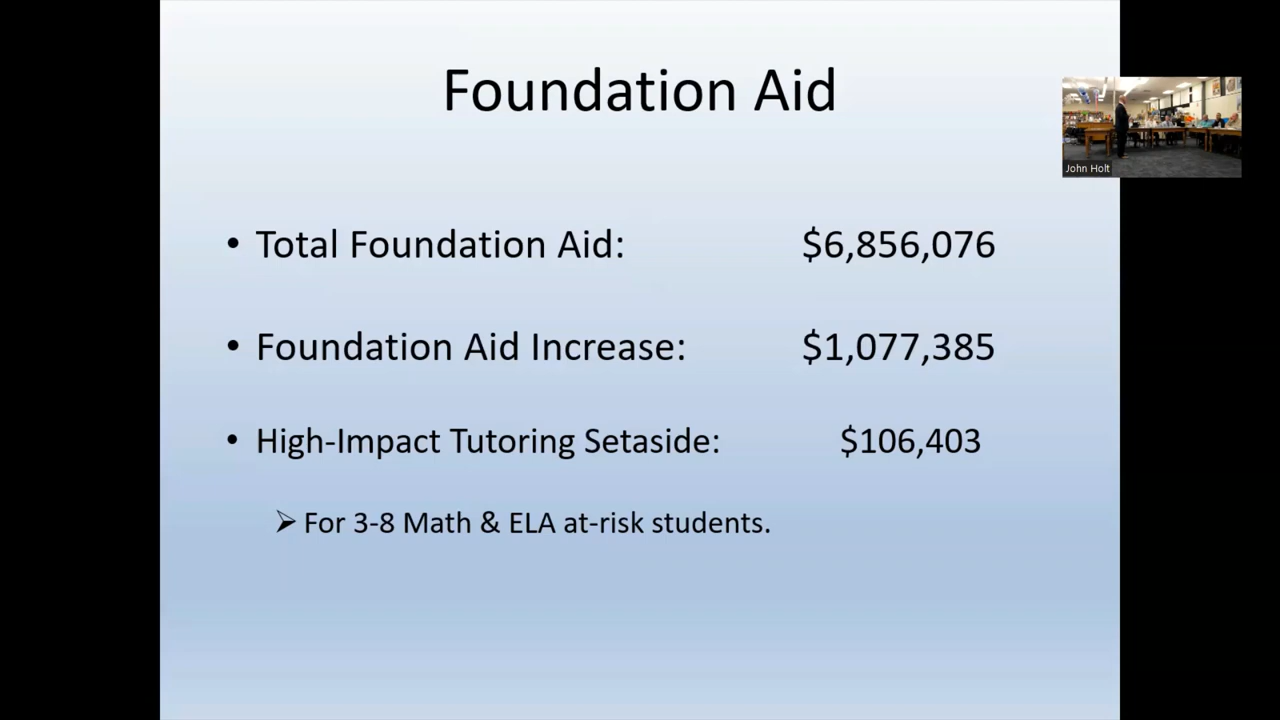 Foundation Aid
• Total Foundation Aid: $6,856,076
• Foundation Aid Increase: $1,077,385
• High-Impact Tutoring Setaside: $106,403
➢ For 3-8 Math & ELA at-risk students.
John Holt